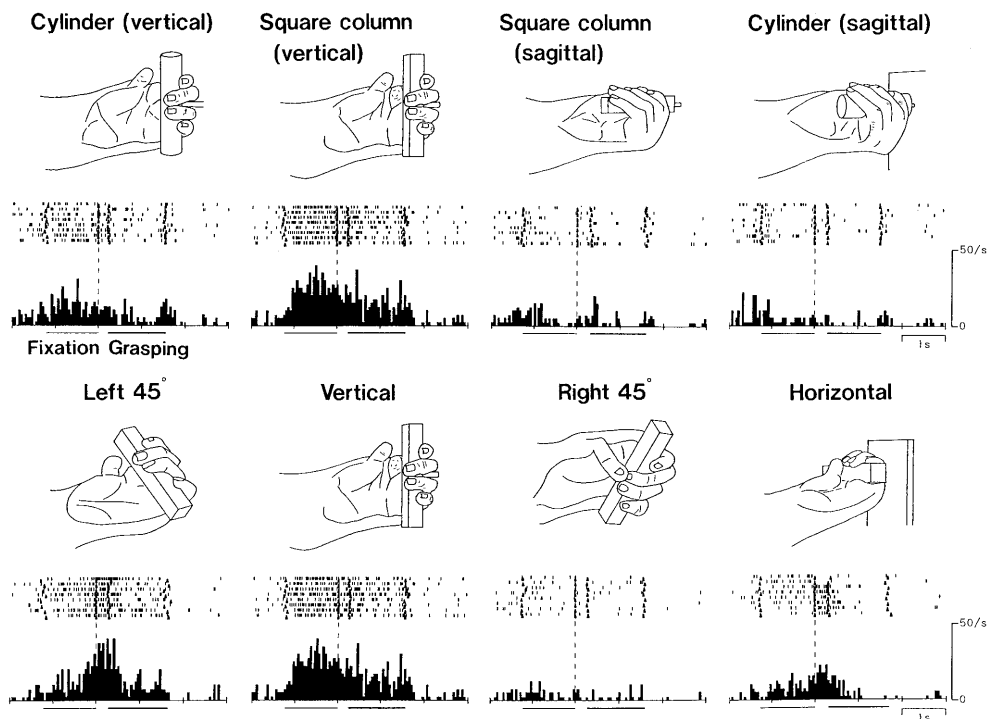 Cylinder (vertical)
Square column
(vertical)
Square column
(sagittal)
Cylinder (sagittal)
50/s
0
1s
Fixation Grasping
Left 45°
Vertical
Right 45°
Horizontal
50/s
0
1s